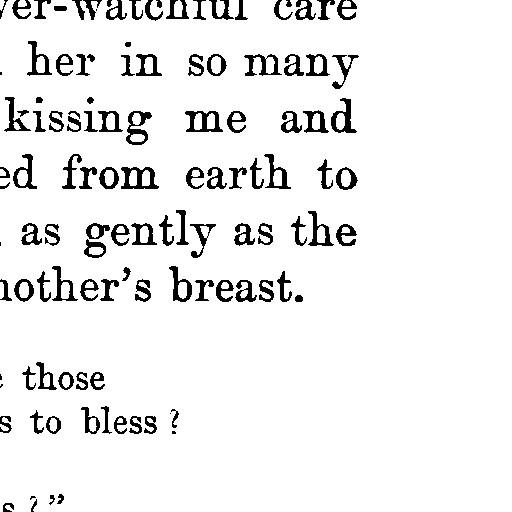 ver-watchful care
her in so many
kissing me and
ed from earth to
as gently as the
nother's breast.
e those
s to bless ?
s ? "